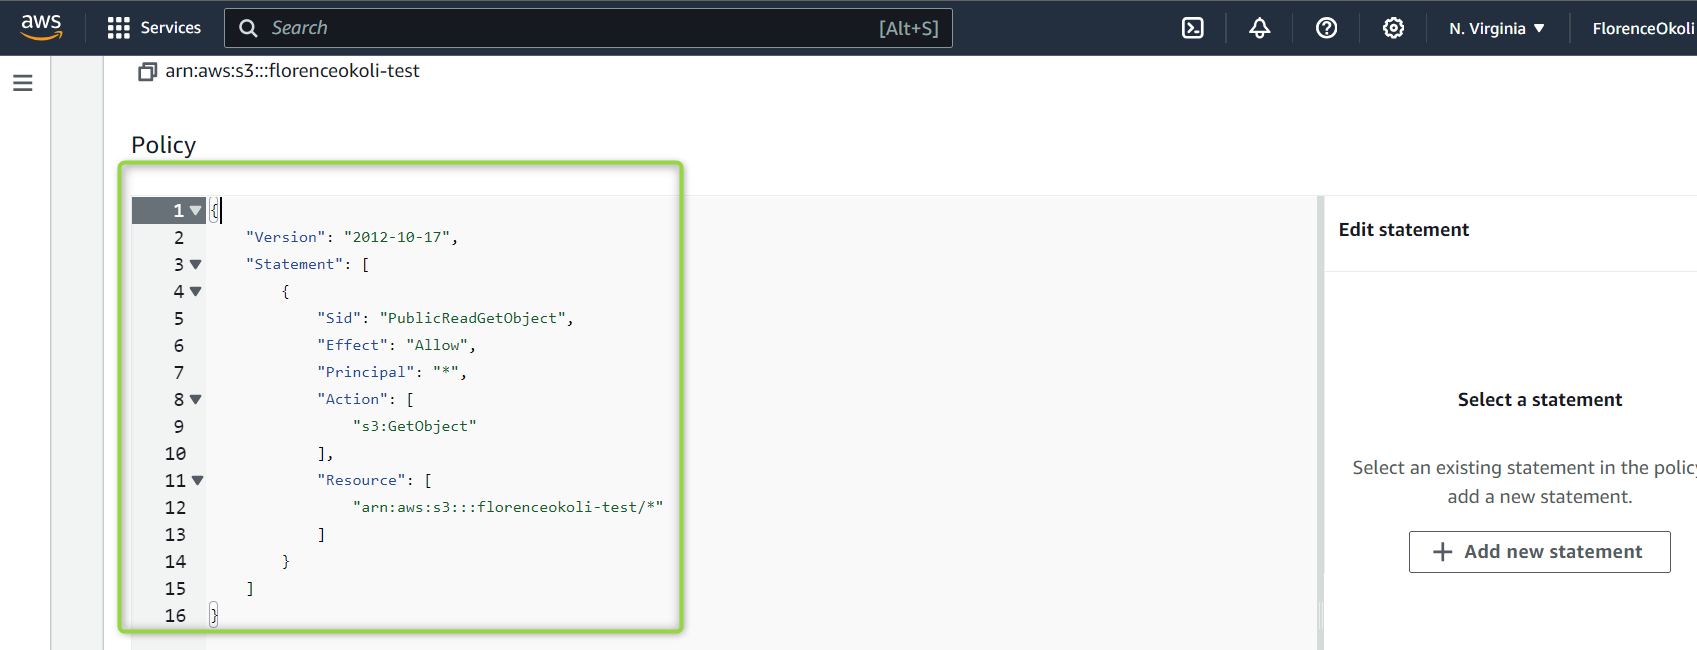 aws Services Search [Alt+S] N. Virginia FlorenceOkoli
arn:aws:s3:::florenceokoli-test
Policy
1 {
2 "Version": "2012-10-17",
3 "Statement": [
4 {
5 "Sid": "PublicReadGetObject",
6 "Effect": "Allow",
7 "Principal": "*",
8 "Action": [
9 "s3:GetObject"
10 ],
11 "Resource": [
12 "arn:aws:s3:::florenceokoli-test/*"
13 ]
14 }
15 ]
16 }
Edit statement
Select a statement
Select an existing statement in the policy
add a new statement.
+ Add new statement